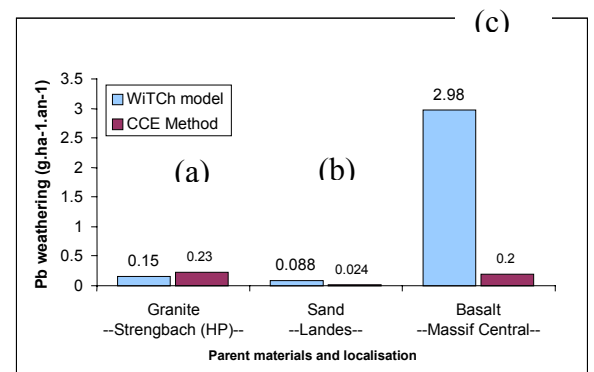 (c)
3.5
3
2.5
2
1.5
1
0.5
0
Pb weathering (g.ha-1.an-1)
WiTCh model
CCE Method
(a)
(b)
2.98
0.15
0.23
0.088
0.024
0.2
Granite
--Strengbach (HP)--
Sand
--Landes--
Basalt
--Massif Central--
Parent materials and localisation